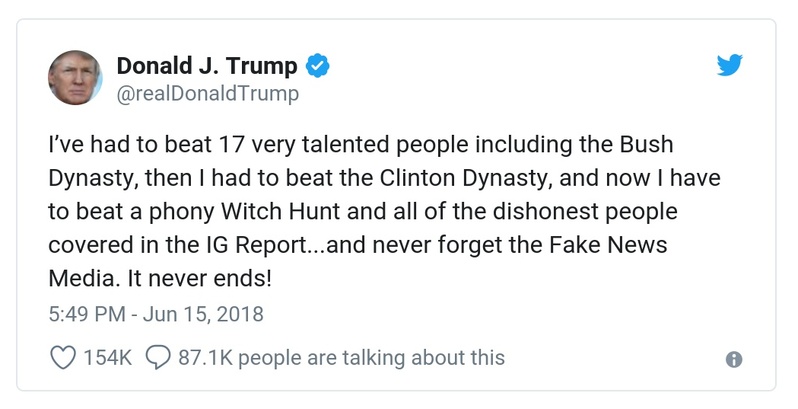 Donald J. Trump
@realDonaldTrump
I’ve had to beat 17 very talented people including the Bush
Dynasty, then I had to beat the Clinton Dynasty, and now I have
to beat a phony Witch Hunt and all of the dishonest people
covered in the IG Report...and never forget the Fake News
Media. It never ends!
5:49 PM - Jun 15, 2018
154K 87.1K people are talking about this